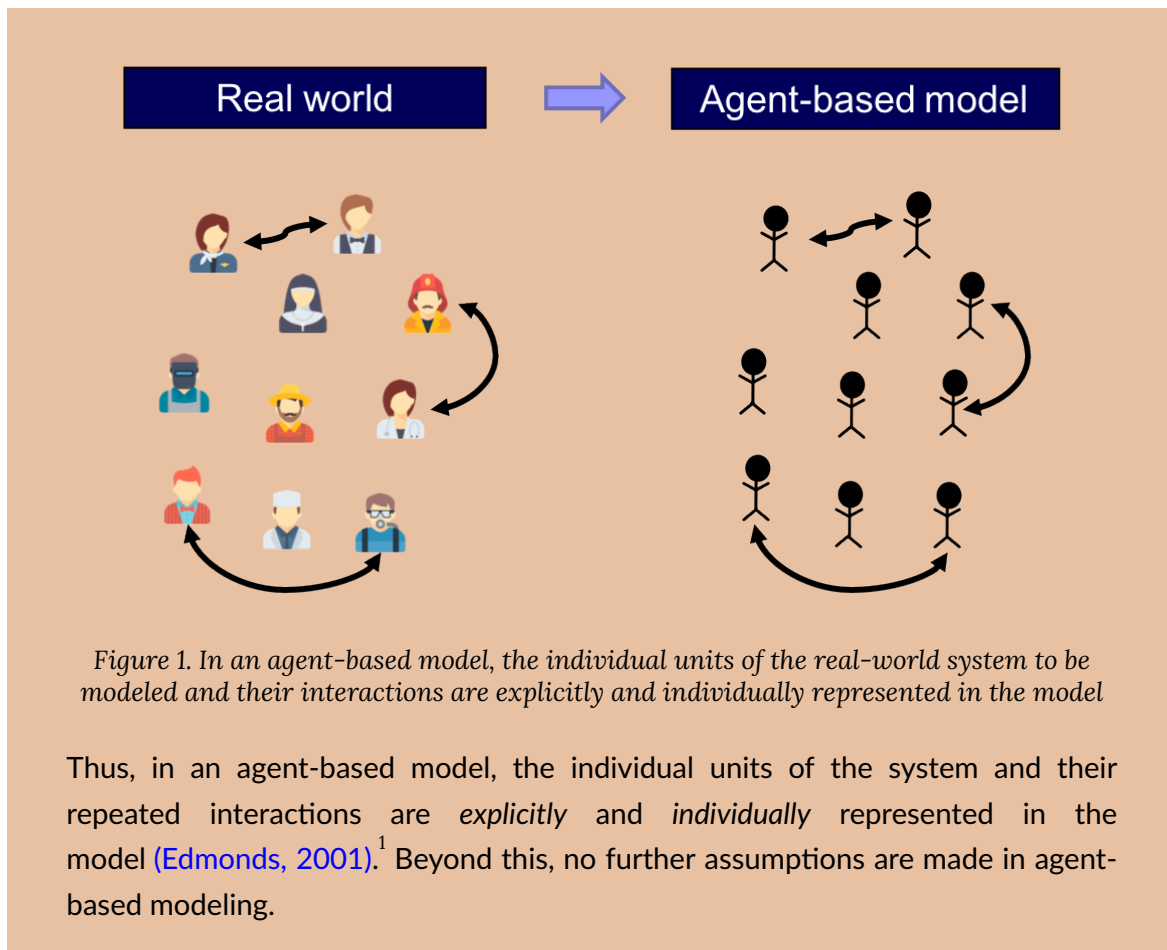 Real world
Agent-based model
Figure 1. In an agent-based model, the individual units of the real-world system to be
modeled and their interactions are explicitly and individually represented in the model
Thus, in an agent-based model, the individual units of the system and their
repeated interactions are explicitly and individually represented in the
model (Edmonds, 2001).1 Beyond this, no further assumptions are made in agent-
based modeling.